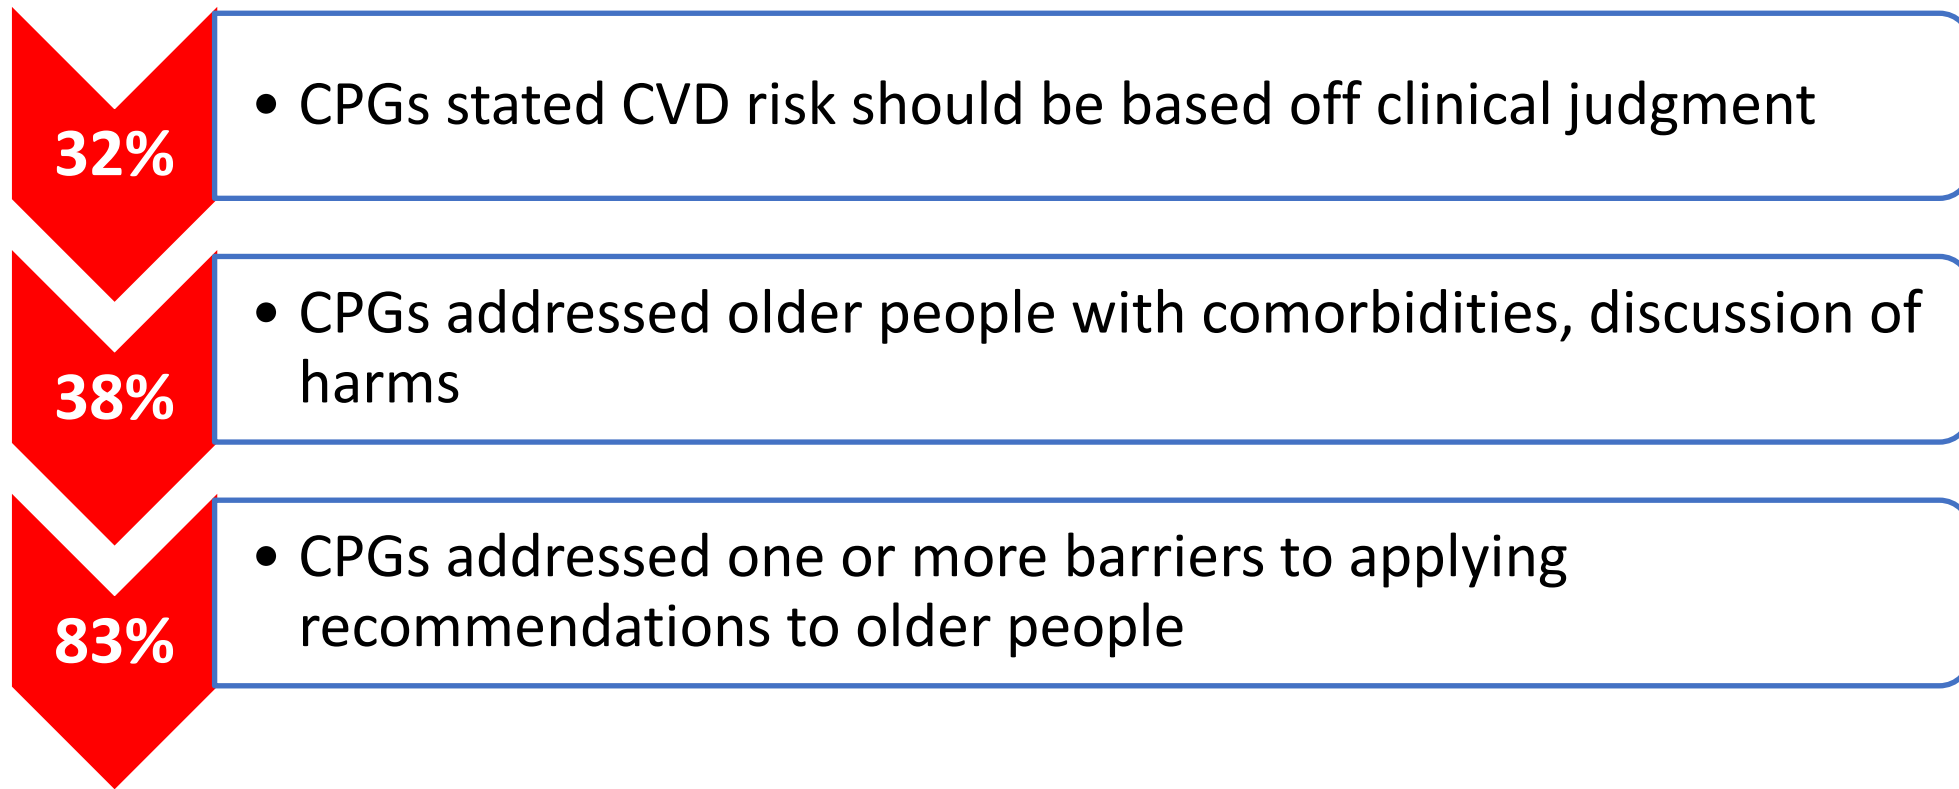 32%
• CPGs stated CVD risk should be based off clinical judgment
38%
• CPGs addressed older people with comorbidities, discussion of
harms
83%
• CPGs addressed one or more barriers to applying
recommendations to older people